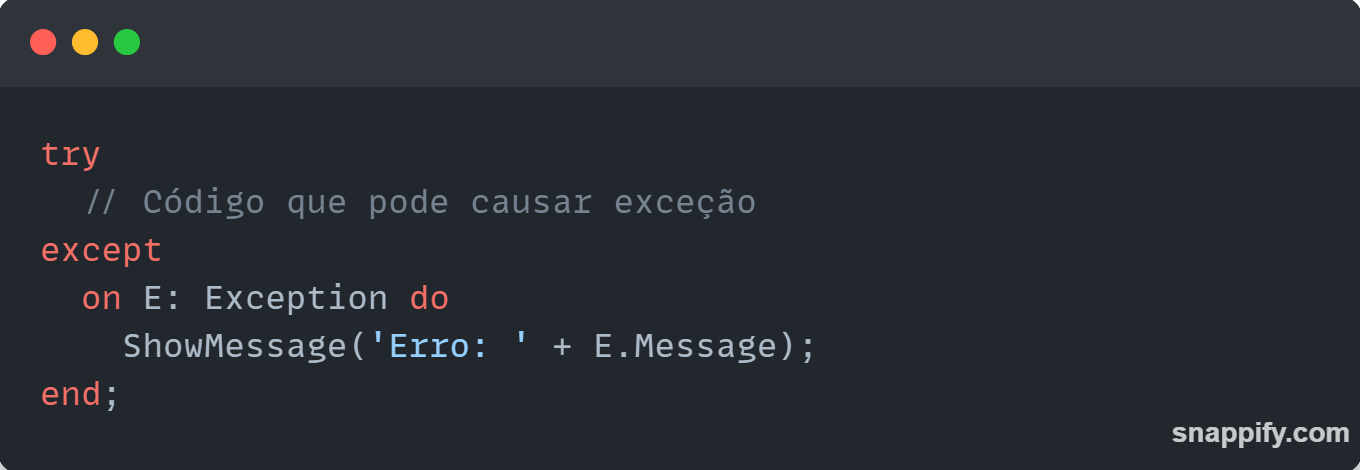 try
  // Código que pode causar exceção
except
  on E: Exception do
    ShowMessage('Erro: ' + E.Message);
end;
snappify.com